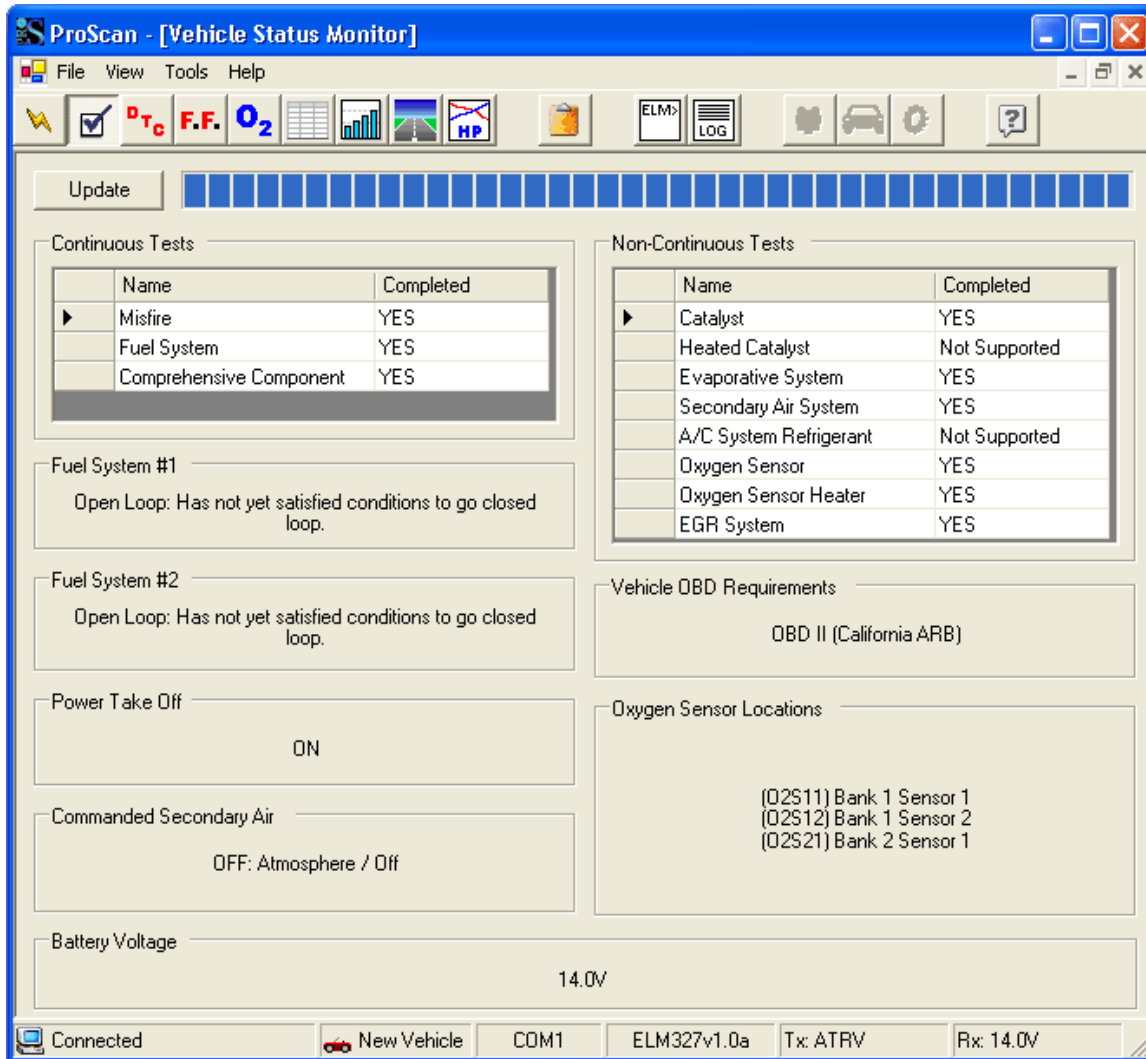 ProScan - [Vehicle Status Monitor]
File View Tools Help
DTC F.F. O2 HP ELM> LOG ?
Update
Continuous Tests
Name Completed
Misfire YES
Fuel System YES
Comprehensive Component YES
Non-Continuous Tests
Name Completed
Catalyst YES
Heated Catalyst Not Supported
Evaporative System YES
Secondary Air System YES
A/C System Refrigerant Not Supported
Oxygen Sensor YES
Oxygen Sensor Heater YES
EGR System YES
Fuel System #1
Open Loop: Has not yet satisfied conditions to go closed
loop.
Fuel System #2
Open Loop: Has not yet satisfied conditions to go closed
loop.
Vehicle OBD Requirements
OBD II (California ARB)
Power Take Off
ON
Oxygen Sensor Locations
(O2S11) Bank 1 Sensor 1
(O2S12) Bank 1 Sensor 2
(O2S21) Bank 2 Sensor 1
Commanded Secondary Air
OFF: Atmosphere / Off
Battery Voltage
14.0V
Connected New Vehicle COM1 ELM327v1.0a Tx: ATRV Rx: 14.0V